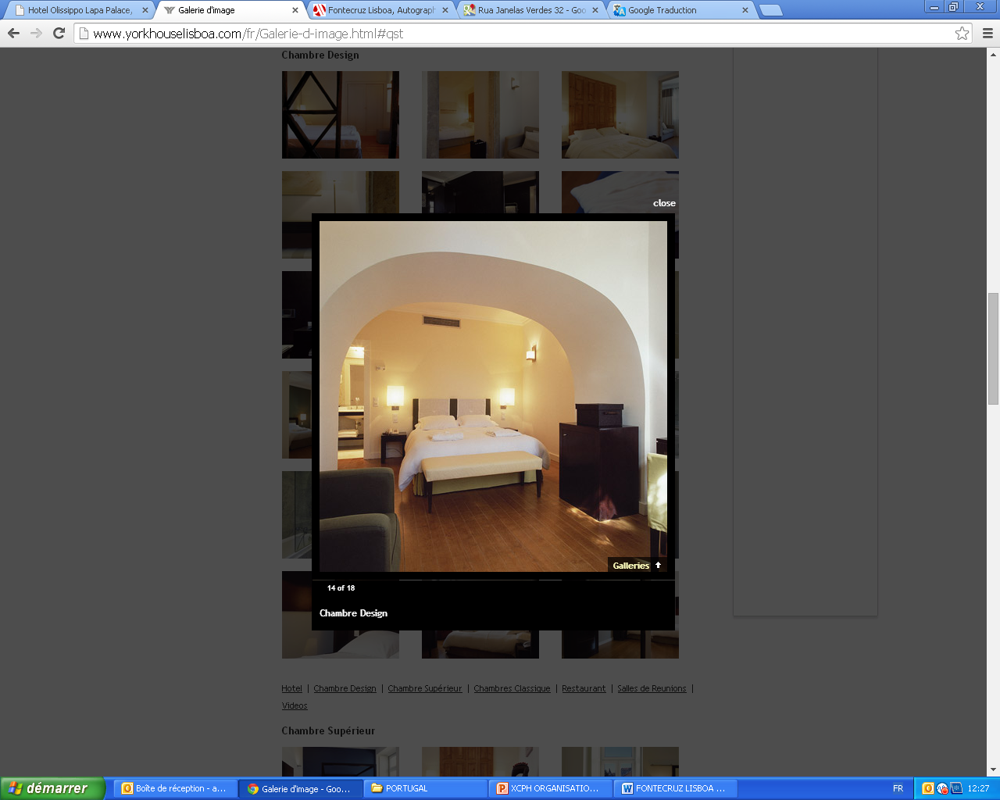 Hotel Olissippo Lapa Palace,
Galerie d'image
Fontecruz Lisboa, Autograph
Rua Janelas Verdes 32 - Goo
Google Traduction
www.yorkhouselisboa.com/fr/Galerie-d-image.html#qst
Chambre Design
close
Galleries
14 of 18
Chambre Design
Hotel | Chambre Design | Chambre Supérieur | Chambres Classique | Restaurant | Salles de Reunions |
Videos
Chambre Supérieur
démarrer
Boîte de réception - a...
Galerie d'image - Goo...
PORTUGAL
XCPH ORGANISATIO...
FONTECRUZ LISBOA ...
FR
12:27